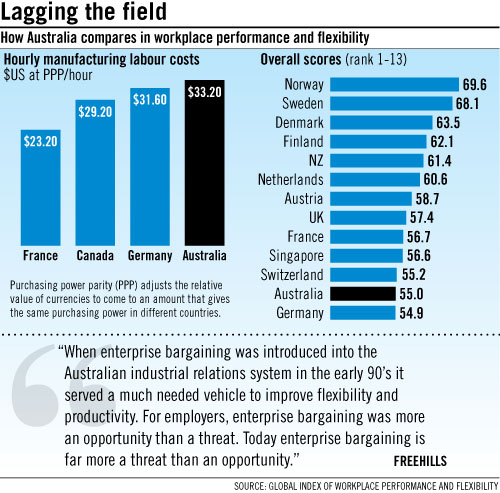 Lagging the field
How Australia compares in workplace performance and flexibility
Hourly manufacturing labour costs
$US at PPP/hour
$23.20
$29.20
$31.60
$33.20
France
Canada
Germany
Australia
Purchasing power parity (PPP) adjusts the relative
value of currencies to come to an amount that gives
the same purchasing power in different countries.
Overall scores (rank 1-13)
Norway 69.6
Sweden 68.1
Denmark 63.5
Finland 62.1
NZ 61.4
Netherlands 60.6
Austria 58.7
UK 57.4
France 56.7
Singapore 56.6
Switzerland 55.2
Australia 55.0
Germany 54.9
“When enterprise bargaining was introduced into the
Australian industrial relations system in the early 90's it
served a much needed vehicle to improve flexibility and
productivity. For employers, enterprise bargaining was more
an opportunity than a threat. Today enterprise bargaining is
far more a threat than an opportunity.” FREEHILLS
SOURCE: GLOBAL INDEX OF WORKPLACE PERFORMANCE AND FLEXIBILITY